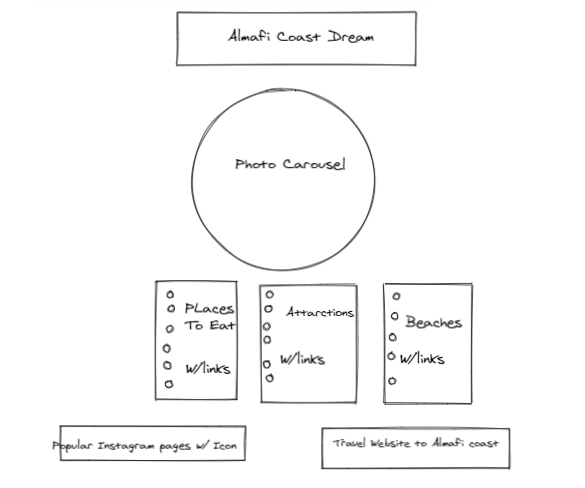 Almafi Coast Dream
Photo Carousel
PLaces
To Eat
w/links
Attarctions
w/links
Beaches
w/links
Popular Instagram pages w/ Icon
Travel Website to Almafi coast